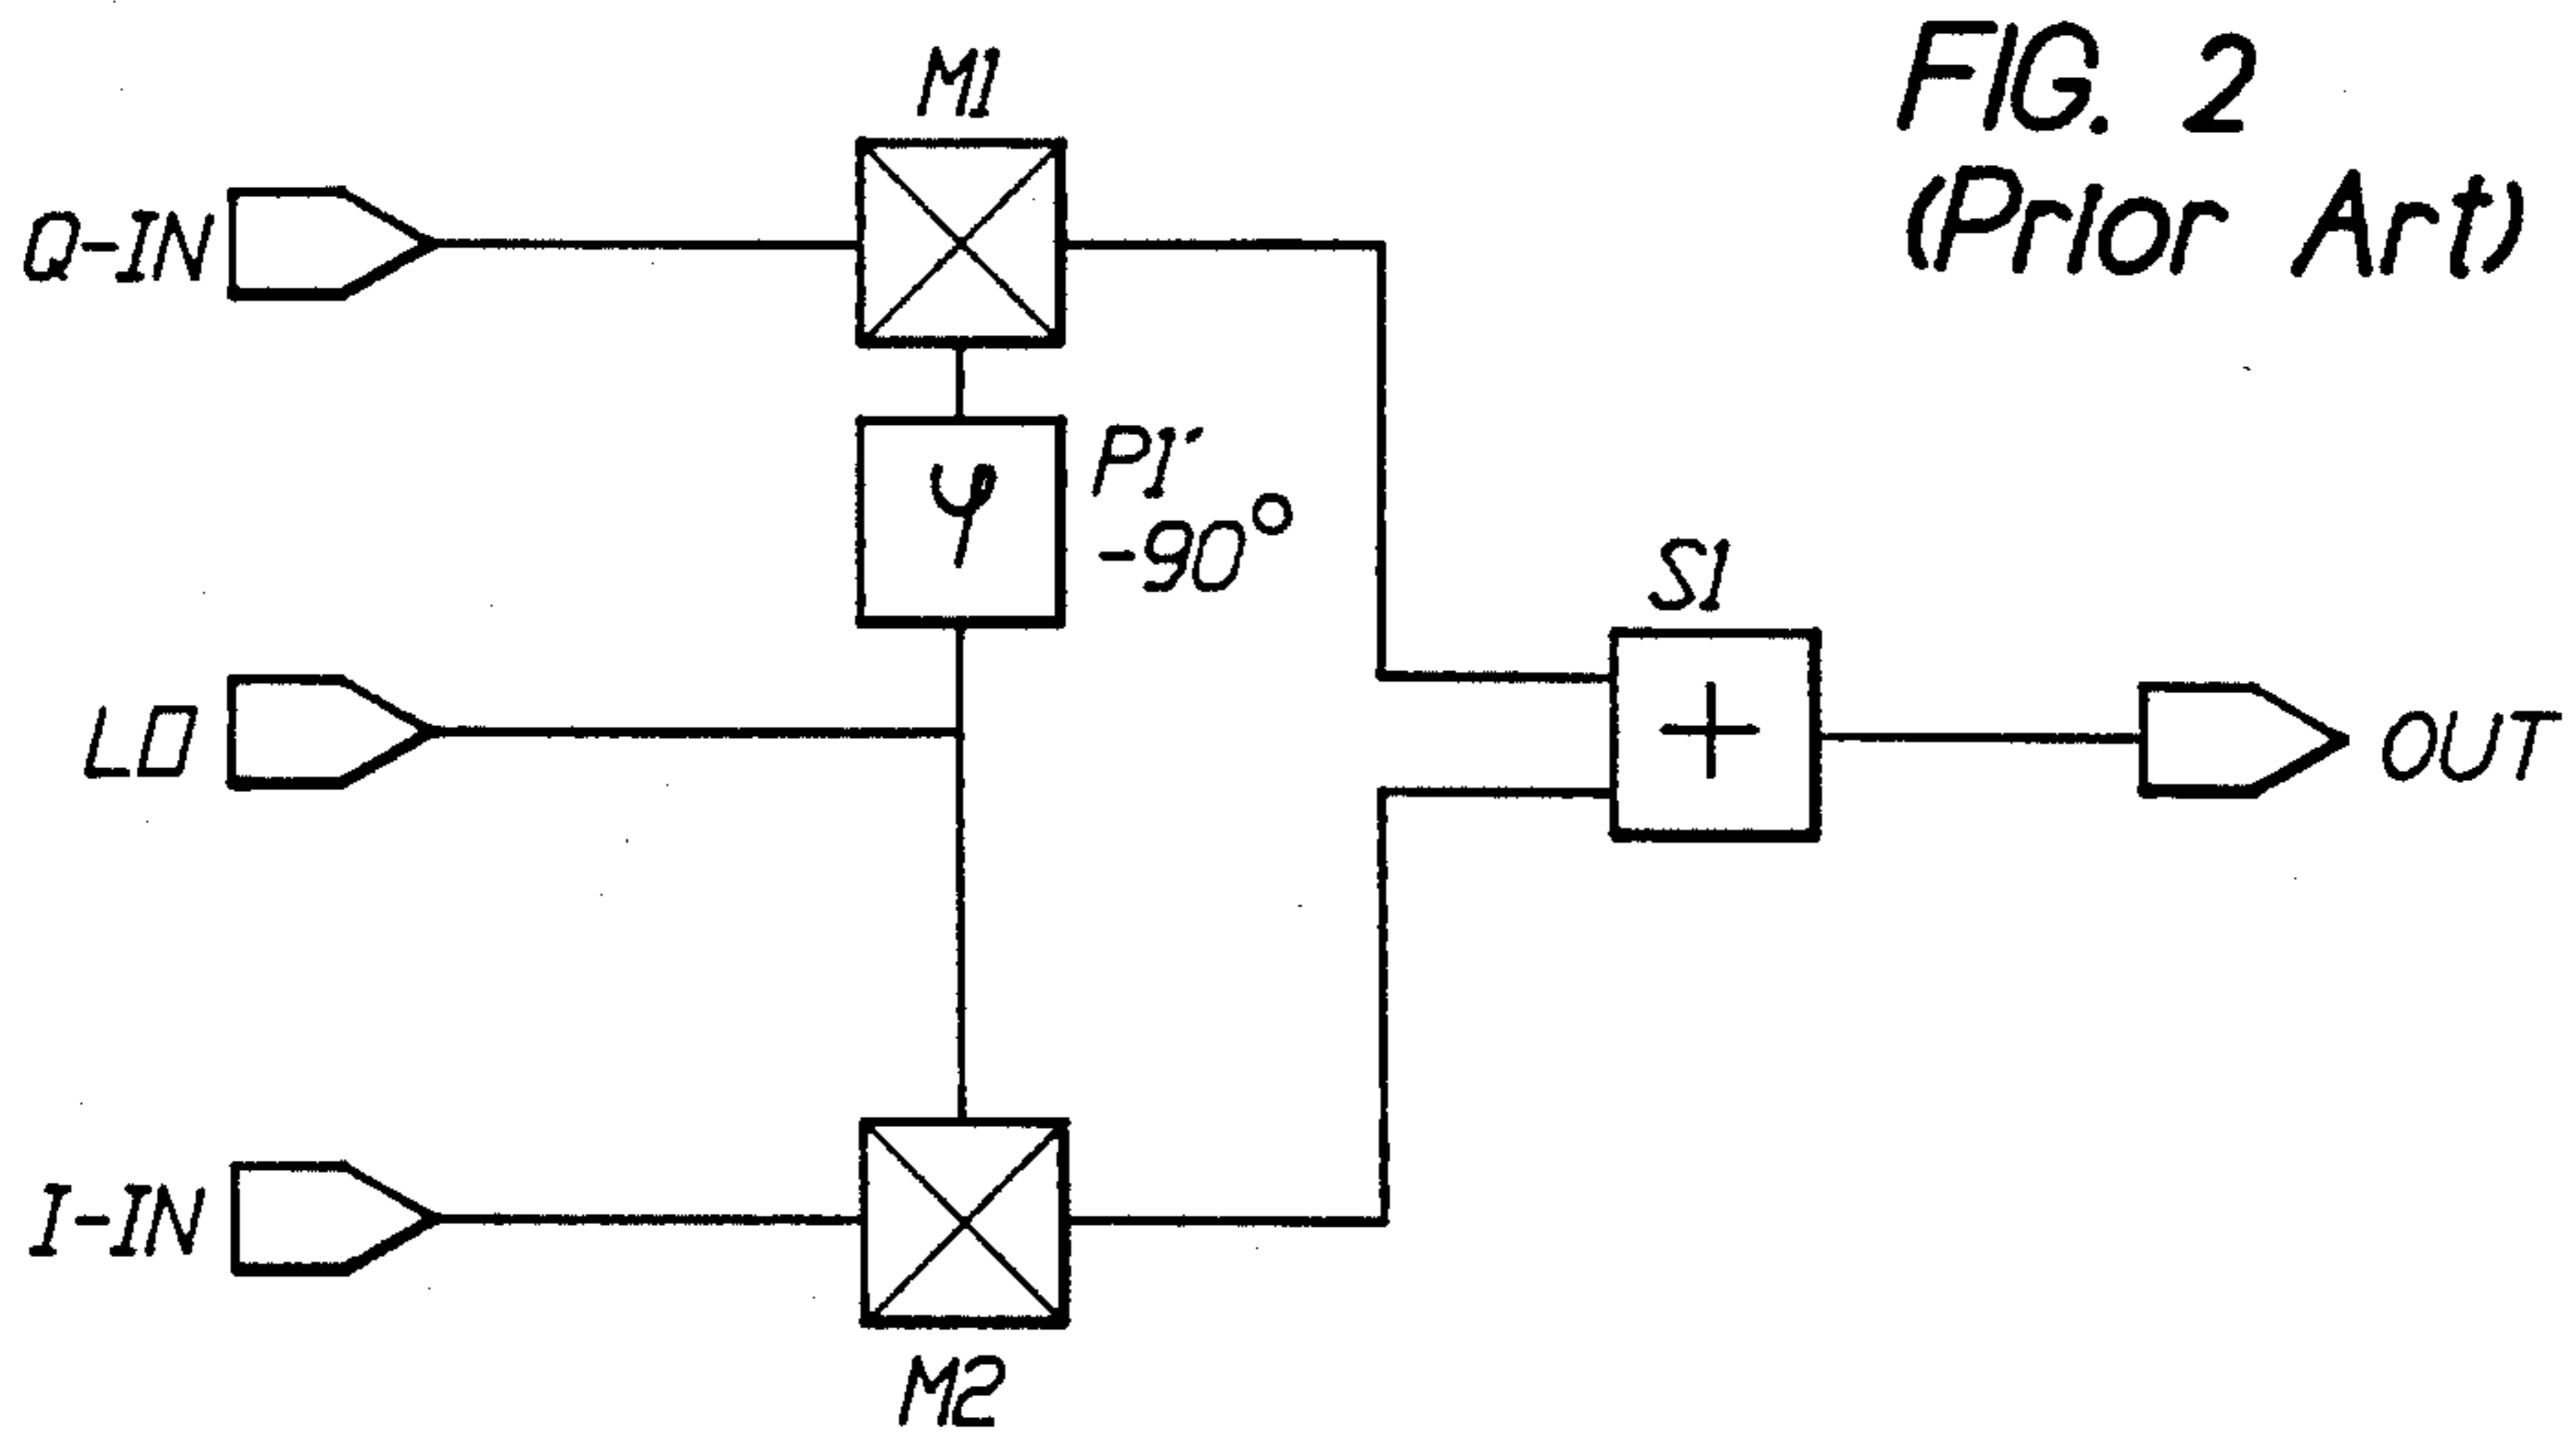 FIG. 2
(Prior Art)
M1
Q-IN
φ
P1'
-90°
S1
+
LO
OUT
I-IN
M2